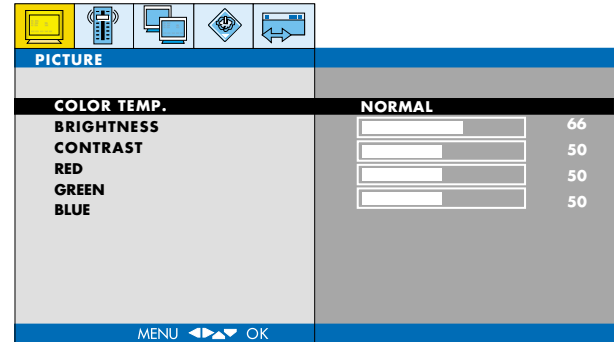 PICTURE
COLOR TEMP. NORMAL
BRIGHTNESS 66
CONTRAST 50
RED 50
GREEN 50
BLUE
MENU ◀▶▲▼ OK